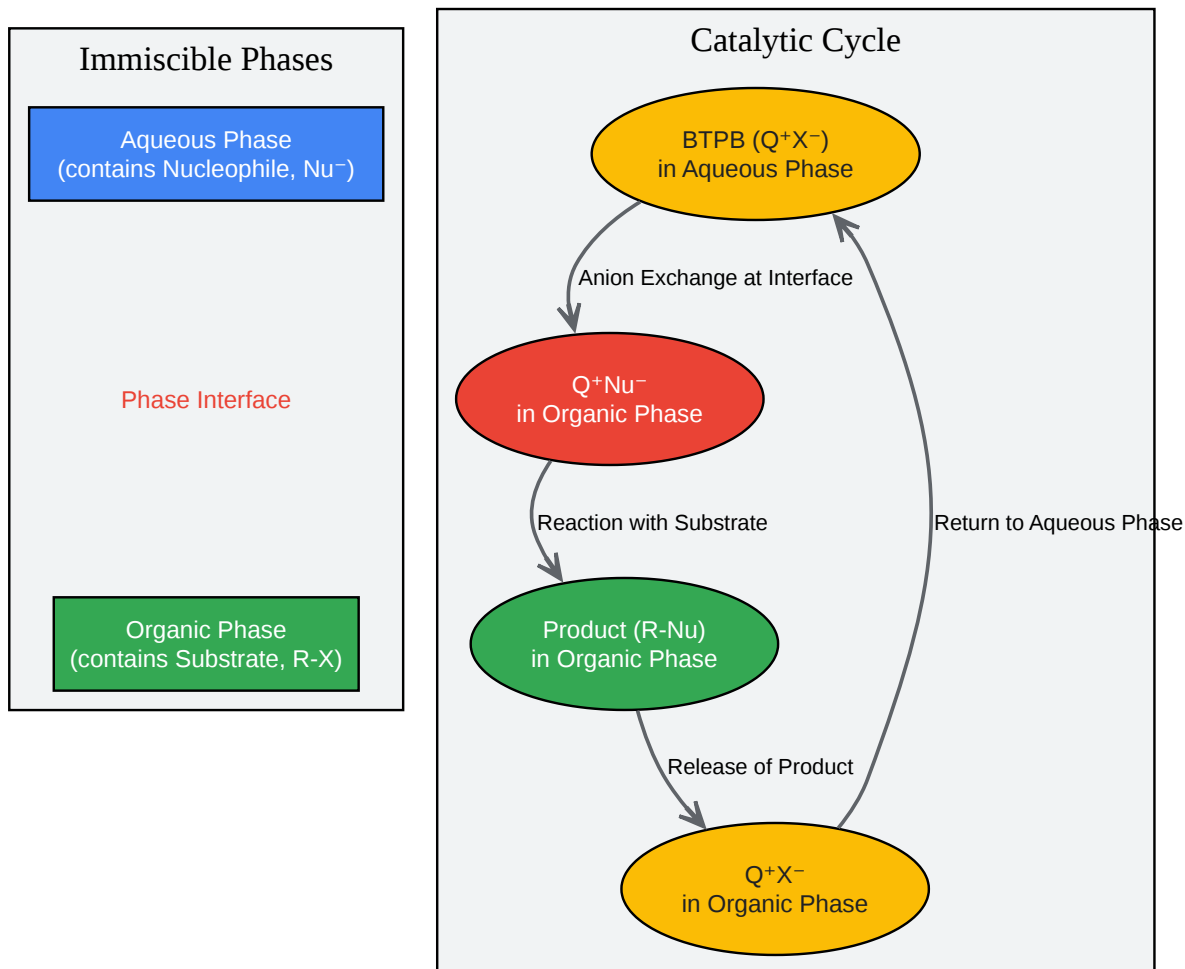 Immiscible Phases
Aqueous Phase
(contains Nucleophile, Nu⁻)
Phase Interface
Organic Phase
(contains Substrate, R-X)
Catalytic Cycle
BTPB (Q⁺X⁻)
in Aqueous Phase
Anion Exchange at Interface
Q⁺Nu⁻
in Organic Phase
Reaction with Substrate
Return to Aqueous Phase
Product (R-Nu)
in Organic Phase
Release of Product
Q⁺X⁻
in Organic Phase